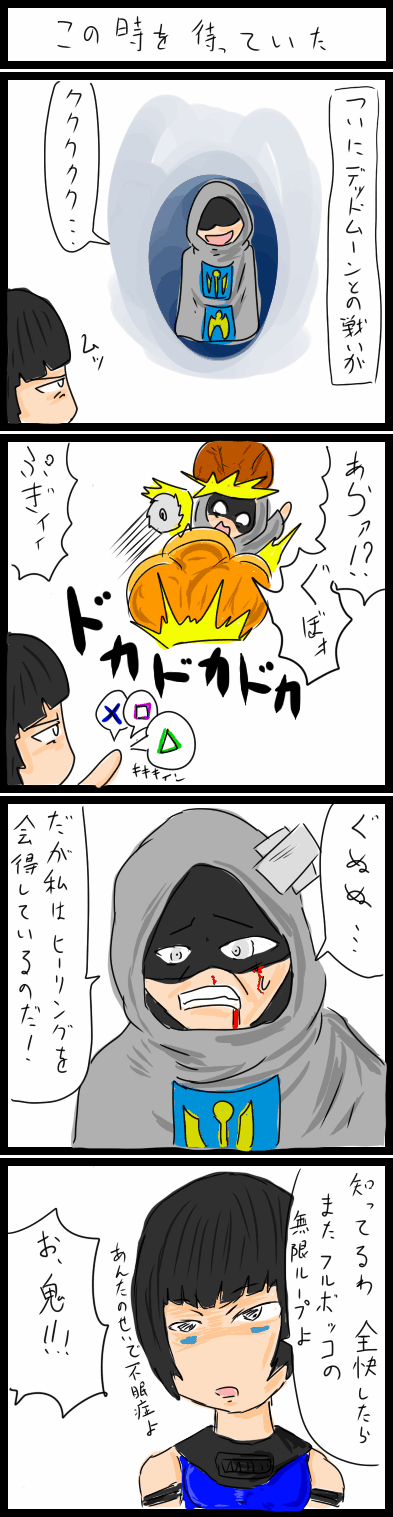 この時を待っていた
ついにデッドムーンとの戦いが
ククククク…
ムッ
あらァ!?
ぐぼォ
ぷぎィィ
ドカドカドカ
キキキィン
ぐぬぬ…
だが私はヒーリングを
会得しているのだ!
知ってるわ 全快したら
またフルボッコの
無限ループよ
あんたのせいで不眠症よ
お、鬼!!!